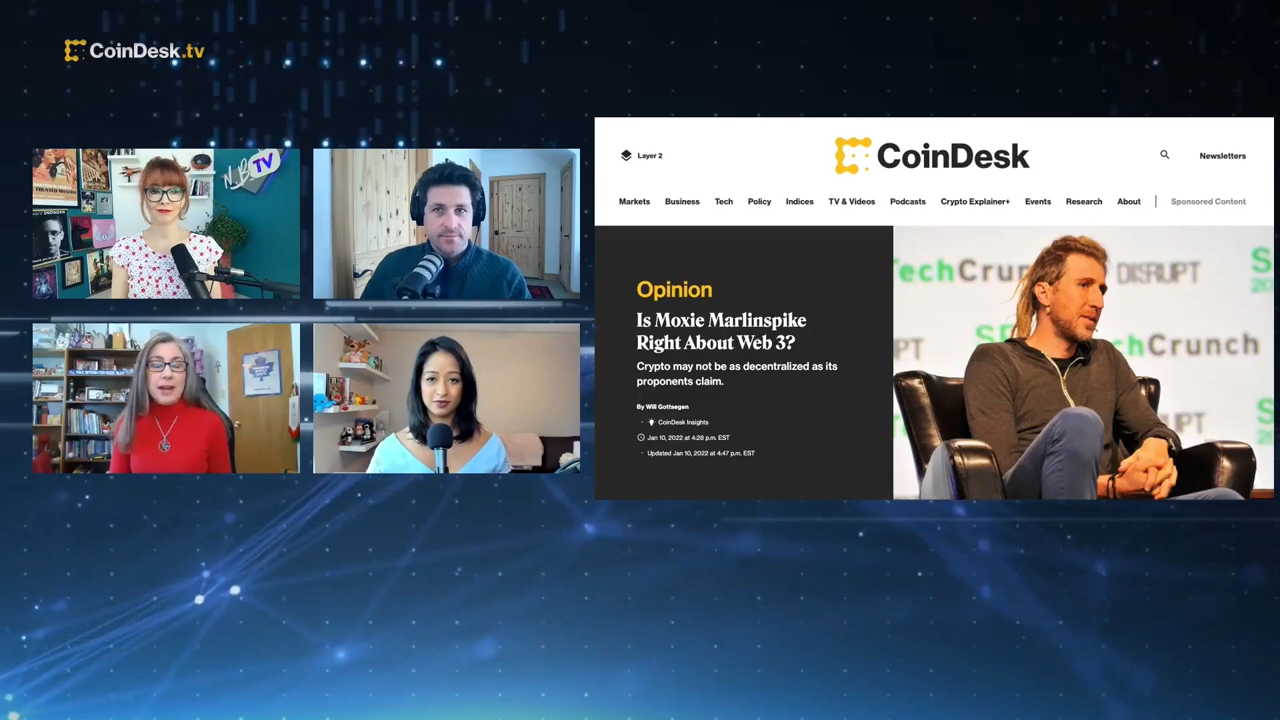 CoinDesk.tv
NBTV
SNOWDEN
Layer 2
CoinDesk
Newsletters
Markets Business Tech Policy Indices TV & Videos Podcasts Crypto Explainer+ Events Research About Sponsored Content
Opinion
Is Moxie Marlinspike
Right About Web 3?
Crypto may not be as decentralized as its
proponents claim.
By Will Gottsegen
CoinDesk Insights
Jan 10, 2022 at 4:28 p.m. EST
Updated Jan 10, 2022 at 4:47 p.m. EST
TechCrunch DISRUPT